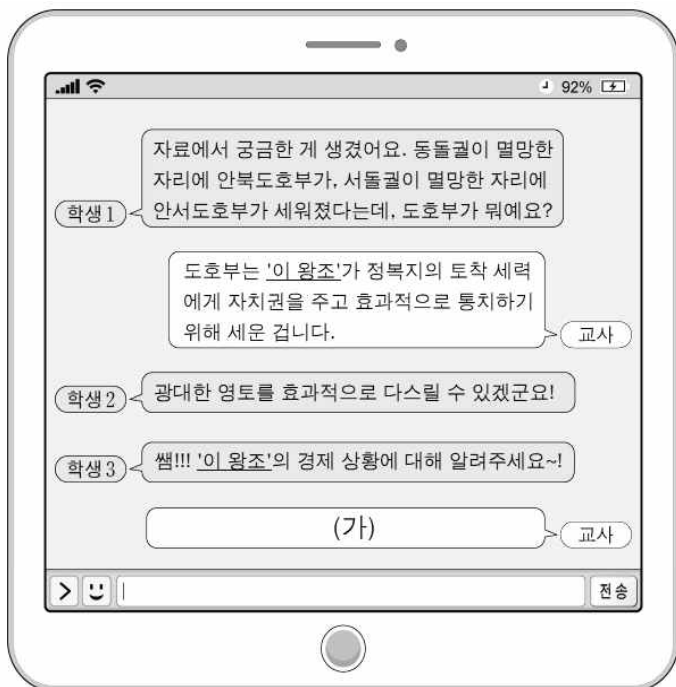 92%
자료에서 궁금한 게 생겼어요. 동돌궐이 멸망한
자리에 안북도호부가, 서돌궐이 멸망한 자리에
안서도호부가 세워졌다는데, 도호부가 뭐예요?
학생 1
도호부는 '이 왕조'가 정복지의 토착 세력
에게 자치권을 주고 효과적으로 통치하기
위해 세운 겁니다.
교사
학생 2
광대한 영토를 효과적으로 다스릴 수 있겠군요!
학생 3
쌤!!! '이 왕조'의 경제 상황에 대해 알려주세요~!
(가)
교사
전송